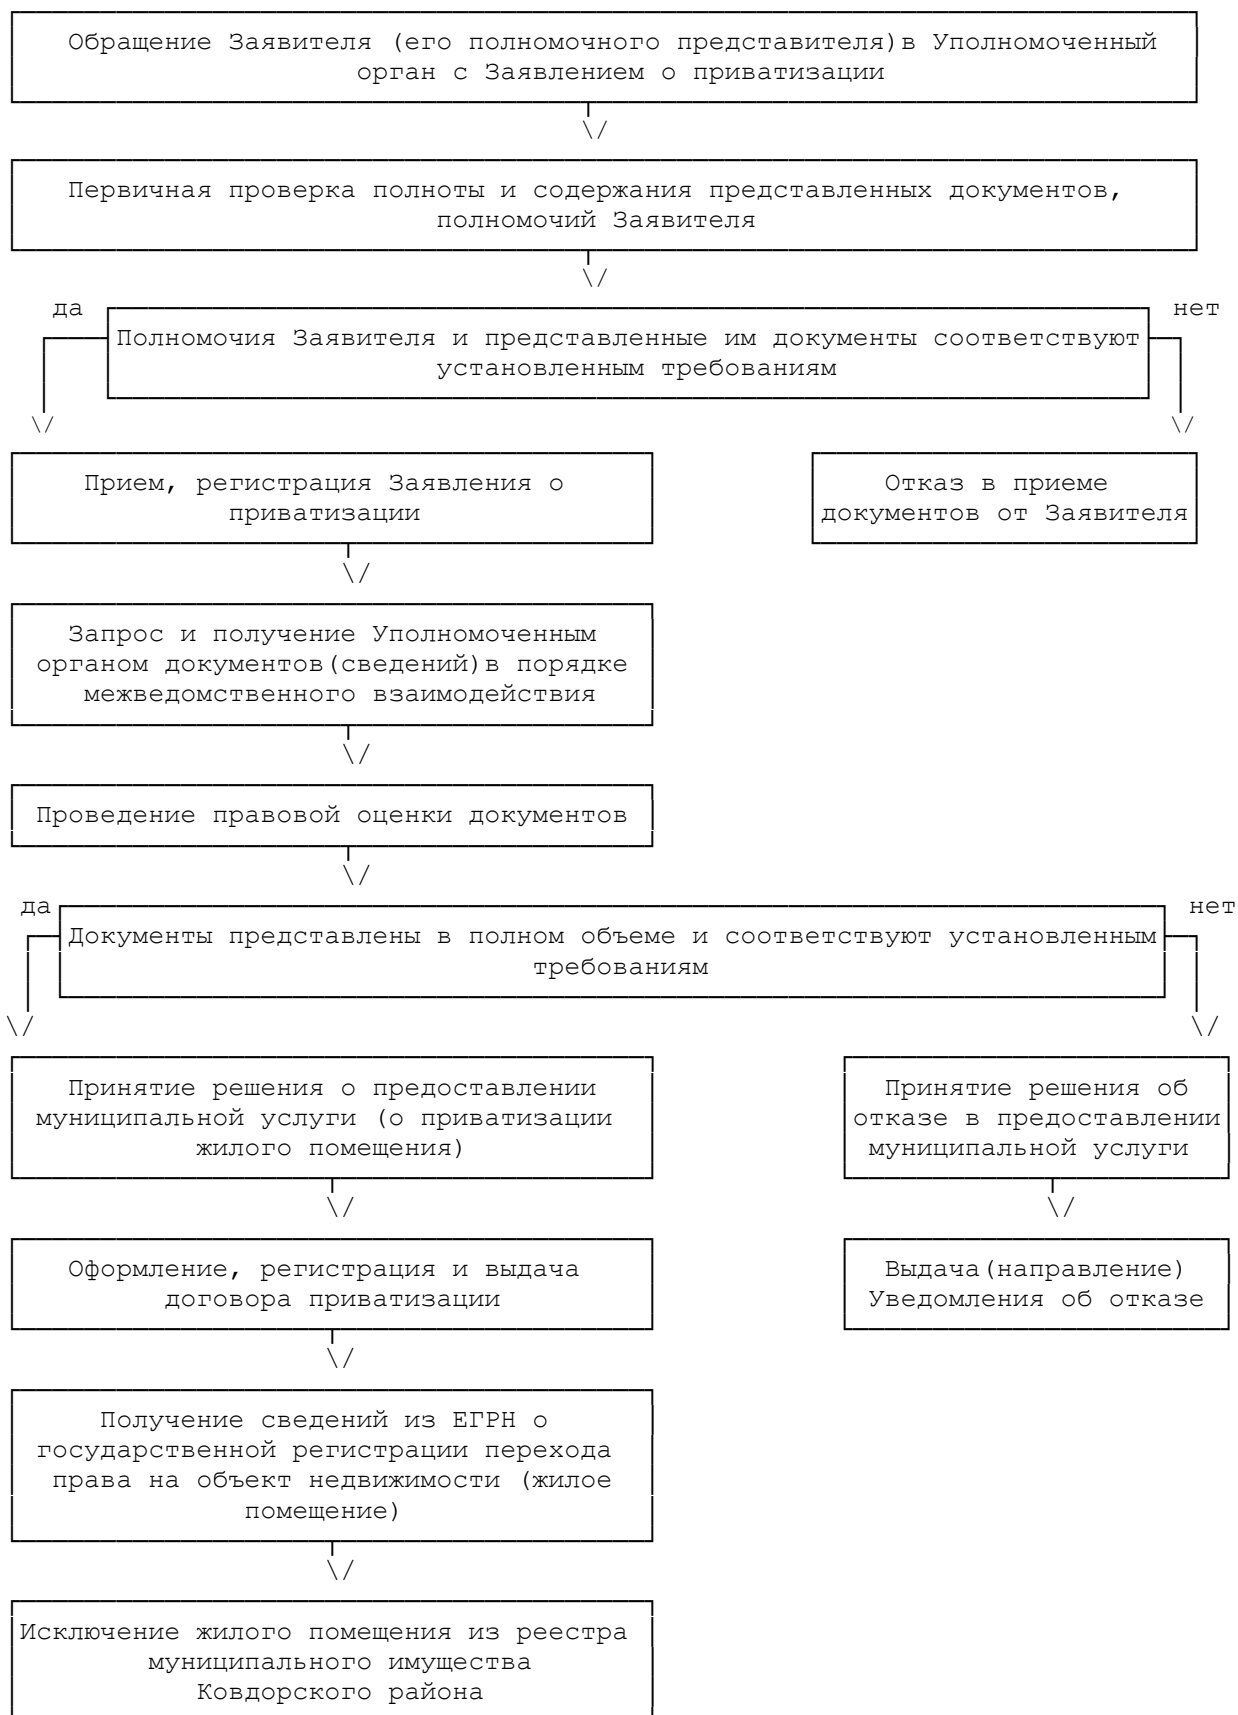 Обращение Заявителя (его полномочного представителя)в Уполномоченный
орган с Заявлением о приватизации
\/
Первичная проверка полноты и содержания представленных документов,
полномочий Заявителя
\/
да
нет
Полномочия Заявителя и представленные им документы соответствуют
установленным требованиям
\/
\/
Прием, регистрация Заявления о
приватизации
Отказ в приеме
документов от Заявителя
\/
Запрос и получение Уполномоченным
органом документов(сведений)в порядке
межведомственного взаимодействия
\/
Проведение правовой оценки документов
\/
да
нет
Документы представлены в полном объеме и соответствуют установленным
требованиям
\/
\/
Принятие решения о предоставлении
муниципальной услуги (о приватизации
жилого помещения)
Принятие решения об
отказе в предоставлении
муниципальной услуги
\/
\/
Оформление, регистрация и выдача
договора приватизации
Выдача(направление)
Уведомления об отказе
\/
Получение сведений из ЕГРН о
государственной регистрации перехода
права на объект недвижимости (жилое
помещение)
\/
Исключение жилого помещения из реестра
муниципального имущества
Ковдорского района